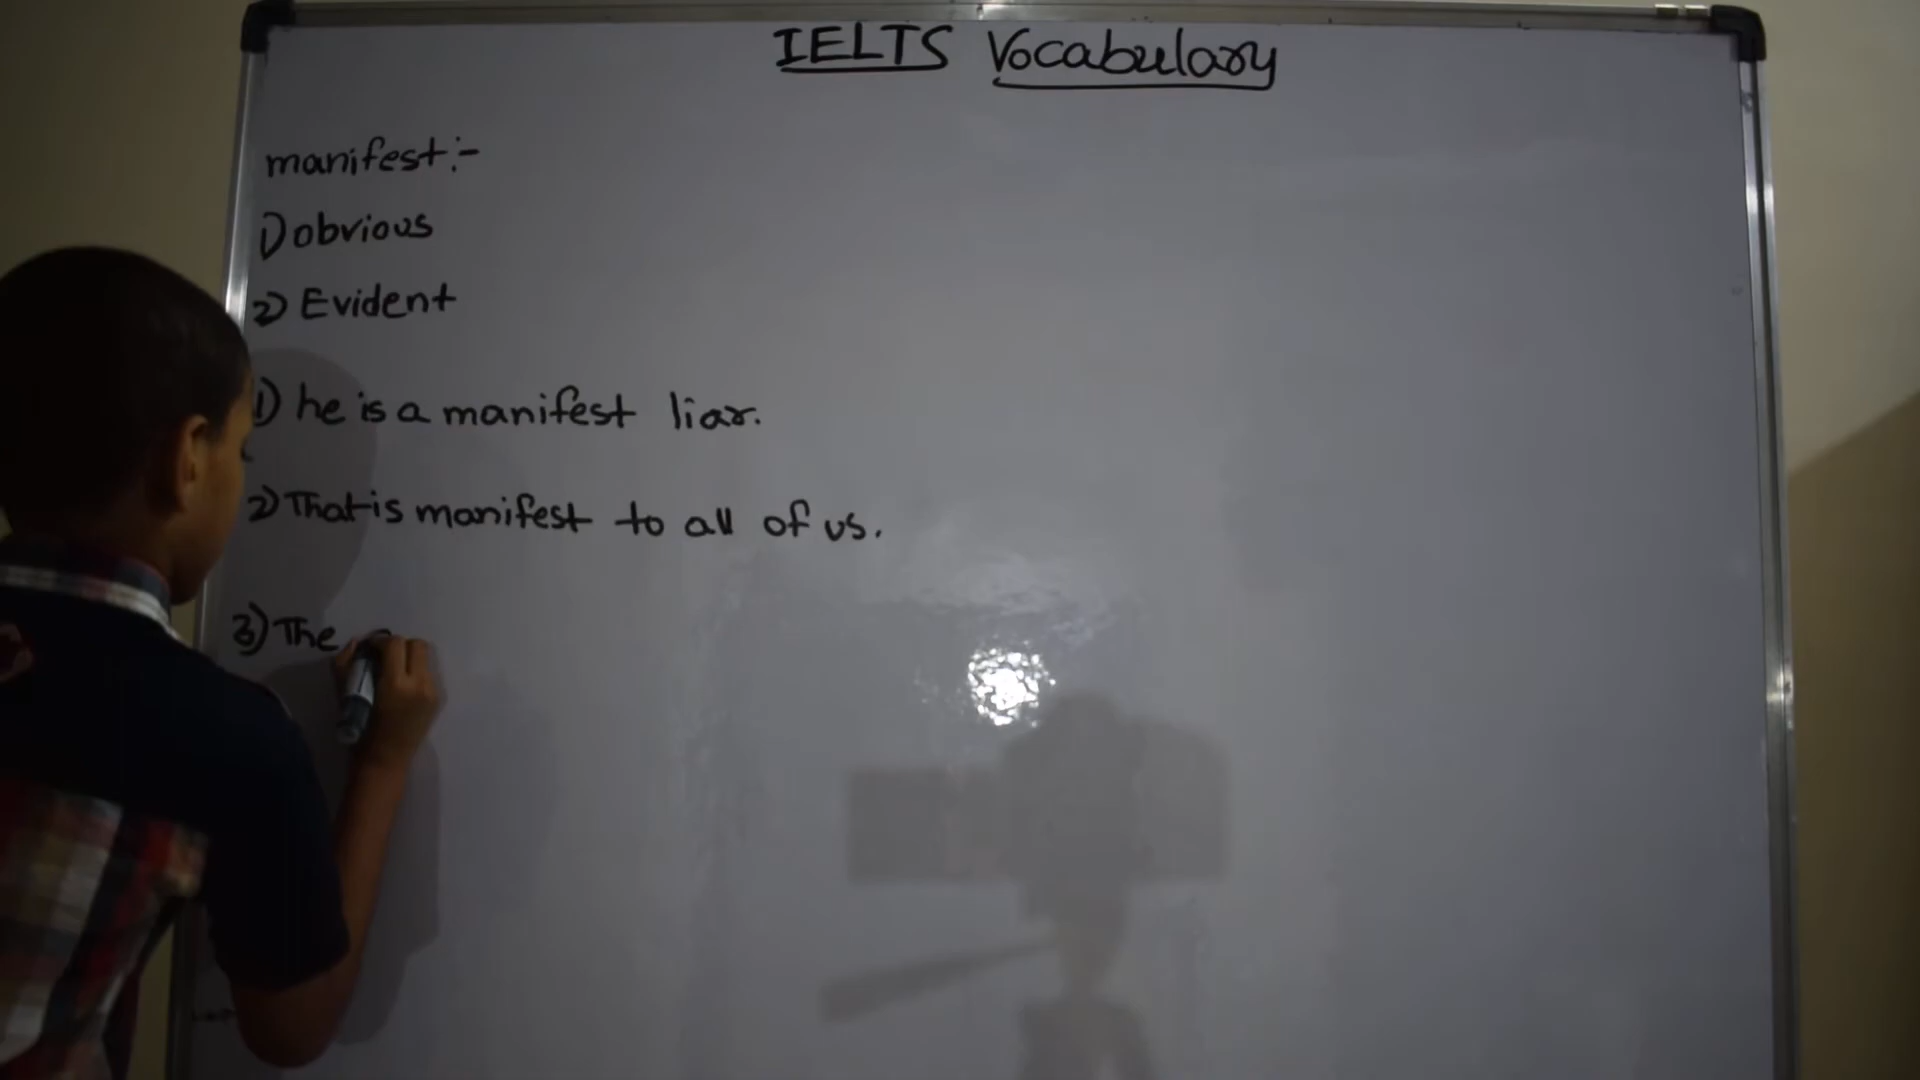 IELTS Vocabulary
manifest:-
1) obvious
2) Evident
1) he is a manifest liar.
2) That is manifest to all of us.
3) The